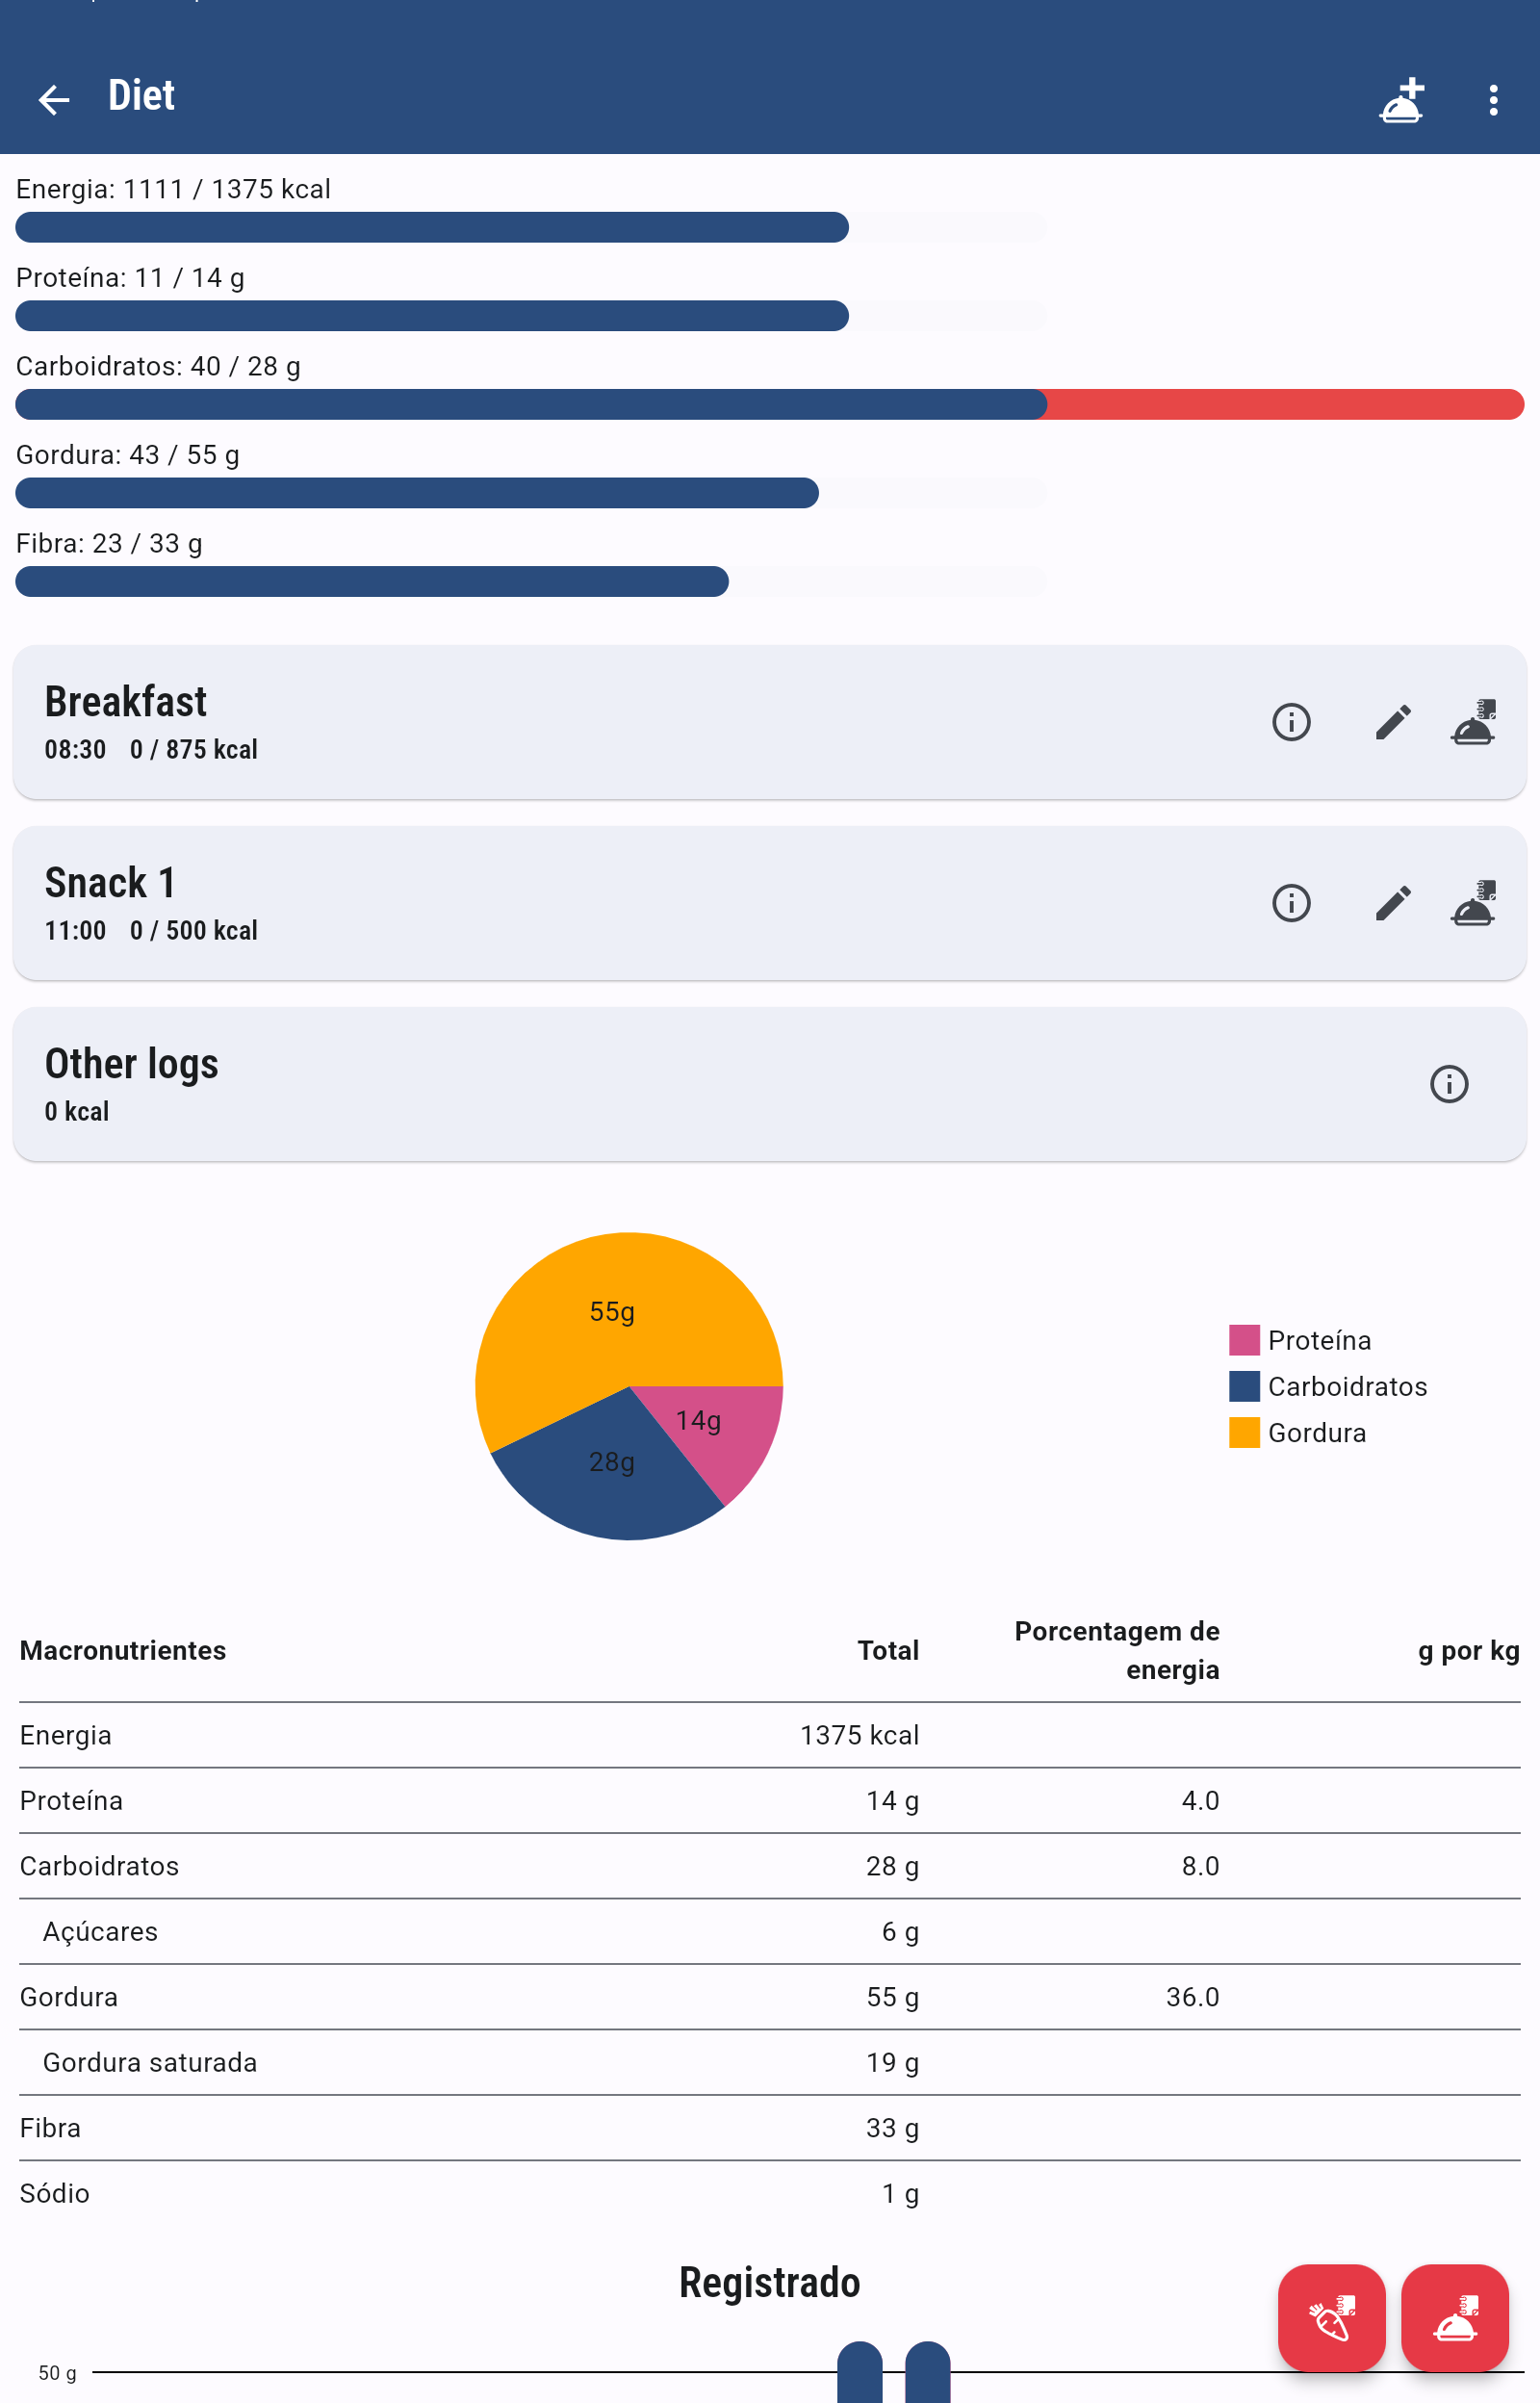 Diet
Energia: 1111 / 1375 kcal
Proteína: 11 / 14 g
Carboidratos: 40 / 28 g
Gordura: 43 / 55 g
Fibra: 23 / 33 g
Breakfast
08:30 0 / 875 kcal
Snack 1
11:00 0 / 500 kcal
Other logs
0 kcal
55g
14g
28g
Proteína
Carboidratos
Gordura
Macronutrientes Total Porcentagem de energia g por kg
Energia 1375 kcal
Proteína 14 g 4.0
Carboidratos 28 g 8.0
Açúcares 6 g
Gordura 55 g 36.0
Gordura saturada 19 g
Fibra 33 g
Sódio 1 g
Registrado
50 g